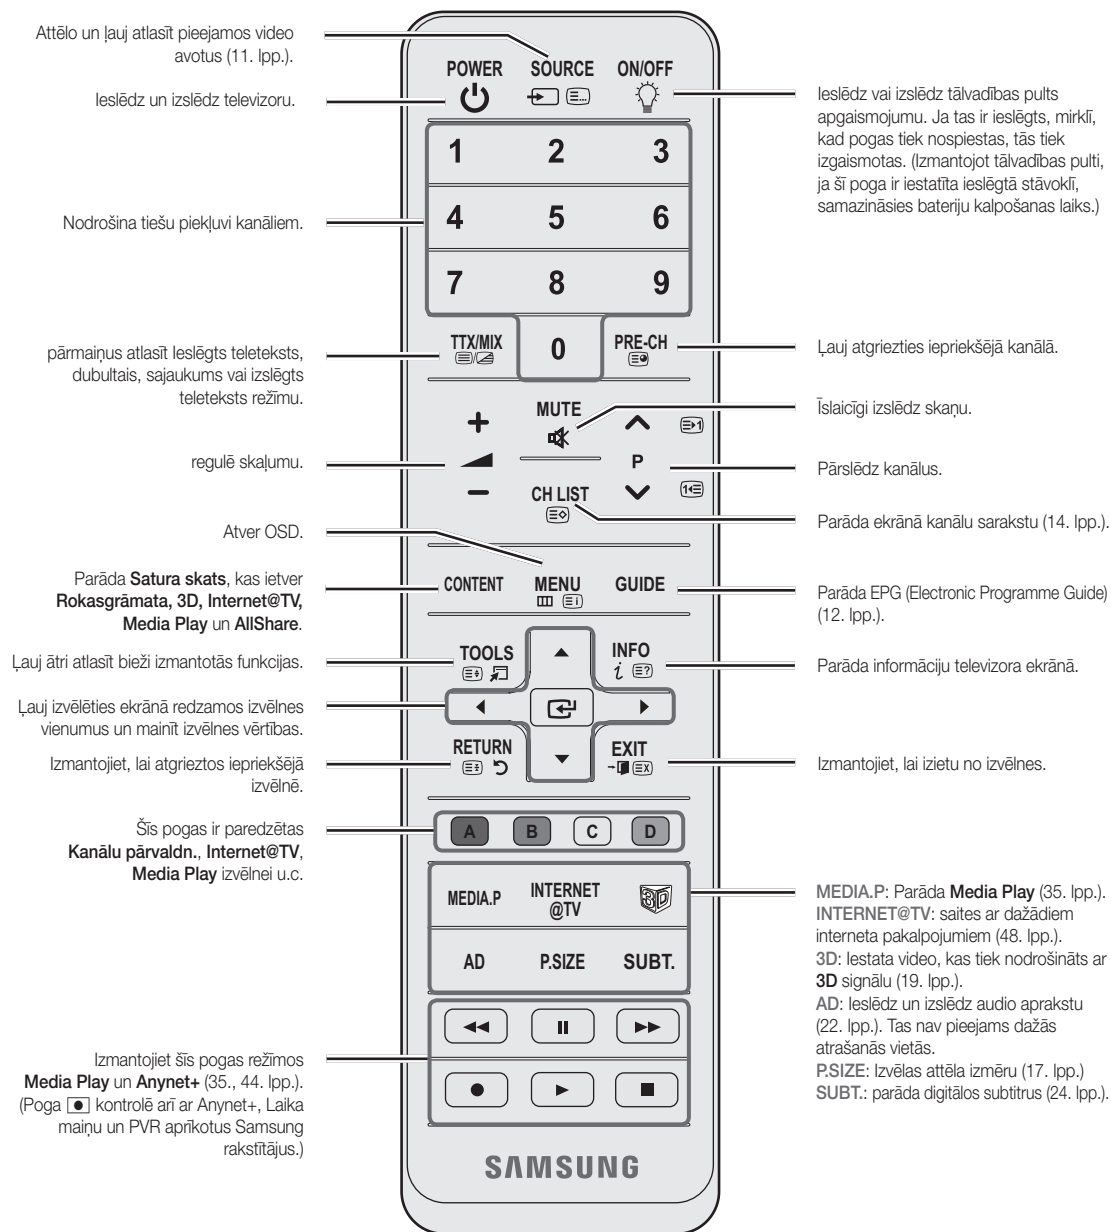 Attēlo un ļauj atlasīt pieejamos video
avotus (11. lpp.).
Ieslēdz un izslēdz televizoru.
Nodrošina tiešu piekļuvi kanāliem.
pārmaiņus atlasīt Ieslēgts teleteksts,
dubultais, sajaukums vai izslēgts
teleteksts režīmu.
regulē skaļumu.
Atver OSD.
Parāda Satura skats, kas ietver
Rokasgrāmata, 3D, Internet@TV,
Media Play un AllShare.
Ļauj ātri atlasīt bieži izmantotās funkcijas.
Ļauj izvēlēties ekrānā redzamos izvēlnes
vienumus un mainīt izvēlnes vērtības.
Izmantojiet, lai atgrieztos iepriekšējā
izvēlnē.
Šīs pogas ir paredzētas
Kanālu pārvaldn., Internet@TV,
Media Play izvēlnei u.c.
Izmantojiet šīs pogas režīmos
Media Play un Anynet+ (35., 44. lpp.).
(Poga kontrolē arī ar Anynet+, Laika
maiņu un PVR aprīkotus Samsung
rakstītājus.)
POWER SOURCE ON/OFF
1 2 3
4 5 6
7 8 9
TTX/MIX 0 PRE-CH
MUTE
+ P −
CH LIST
CONTENT MENU GUIDE
TOOLS INFO
RETURN EXIT
A B C D
MEDIA.P INTERNET
@TV 3D
AD P.SIZE SUBT.
SAMSUNG
Ieslēdz vai izslēdz tālvadības pults
apgaismojumu. Ja tas ir ieslēgts, mirklī,
kad pogas tiek nospiestas, tās tiek
izgaismotas. (Izmantojot tālvadības pulti,
ja šī poga ir iestatīta ieslēgtā stāvoklī,
samazināsies bateriju kalpošanas laiks.)
Ļauj atgriezties iepriekšējā kanālā.
Īslaicīgi izslēdz skaņu.
Pārslēdz kanālus.
Parāda ekrānā kanālu sarakstu (14. lpp.).
Parāda EPG (Electronic Programme Guide)
(12. lpp.).
Parāda informāciju televizora ekrānā.
Izmantojiet, lai izietu no izvēlnes.
MEDIA.P: Parāda Media Play (35. lpp.).
INTERNET@TV: saites ar dažādiem
interneta pakalpojumiem (48. lpp.).
3D: Iestata video, kas tiek nodrošināts ar
3D signālu (19. lpp.).
AD: Ieslēdz un izslēdz audio aprakstu
(22. lpp.). Tas nav pieejams dažās
atrašanās vietās.
P.SIZE: Izvēlas attēla izmēru (17. lpp.)
SUBT.: parāda digitālos subtitrus (24. lpp.).